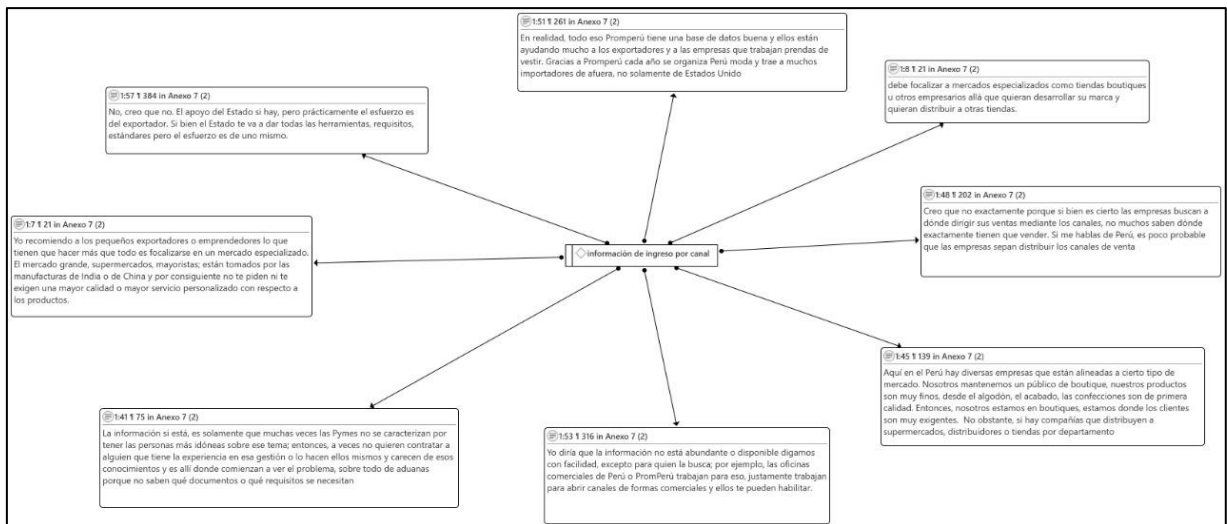 1:51 ¶ 261 in Anexo 7 (2)
En realidad, todo eso Promperú tiene una base de datos buena y ellos están
ayudando mucho a los exportadores y a las empresas que trabajan prendas de
vestir. Gracias a Promperú cada año se organiza Perú moda y trae a muchos
importadores de afuera, no solamente de Estados Unido
1:8 ¶ 21 in Anexo 7 (2)
debe focalizar a mercados especializados como tiendas boutiques
u otros empresarios allá que quieran desarrollar su marca y
quieran distribuir a otras tiendas.
1:57 ¶ 384 in Anexo 7 (2)
No, creo que no. El apoyo del Estado si hay, pero prácticamente el esfuerzo es
del exportador. Si bien el Estado te va a dar todas las herramientas, requisitos,
estándares pero el esfuerzo es de uno mismo.
1:48 ¶ 202 in Anexo 7 (2)
Creo que no exactamente porque si bien es cierto las empresas buscan a
dónde dirigir sus ventas mediante los canales, no muchos saben dónde
exactamente tienen que vender. Si me hablas de Perú, es poco probable
que las empresas sepan distribuir los canales de venta
1:7 ¶ 21 in Anexo 7 (2)
Yo recomiendo a los pequeños exportadores o emprendedores lo que
tienen que hacer más que todo es focalizarse en un mercado especializado.
El mercado grande, supermercados, mayoristas; están tomados por las
manufacturas de India o de China y por consiguiente no te piden ni te
exigen una mayor calidad o mayor servicio personalizado con respecto a
los productos.
información de ingreso por canal
1:45 ¶ 139 in Anexo 7 (2)
Aquí en el Perú hay diversas empresas que están alineadas a cierto tipo de
mercado. Nosotros mantenemos un público de boutique, nuestros productos
son muy finos, desde el algodón, el acabado, las confecciones son de primera
calidad. Entonces, nosotros estamos en boutiques, estamos donde los clientes
son muy exigentes.  No obstante, si hay compañías que distribuyen a
supermercados, distribuidores o tiendas por departamento
1:41 ¶ 75 in Anexo 7 (2)
La información si está, es solamente que muchas veces las Pymes no se caracterizan por
tener las personas más idóneas sobre ese tema; entonces, a veces no quieren contratar a
alguien que tiene la experiencia en esa gestión o lo hacen ellos mismos y carecen de esos
conocimientos y es allí donde comienzan a ver el problema, sobre todo de aduanas
porque no saben qué documentos o qué requisitos se necesitan
1:53 ¶ 316 in Anexo 7 (2)
Yo diría que la información no está abundante o disponible digamos
con facilidad, excepto para quien la busca; por ejemplo, las oficinas
comerciales de Perú o PromPerú trabajan para eso, justamente trabajan
para abrir canales de formas comerciales y ellos te pueden habilitar.